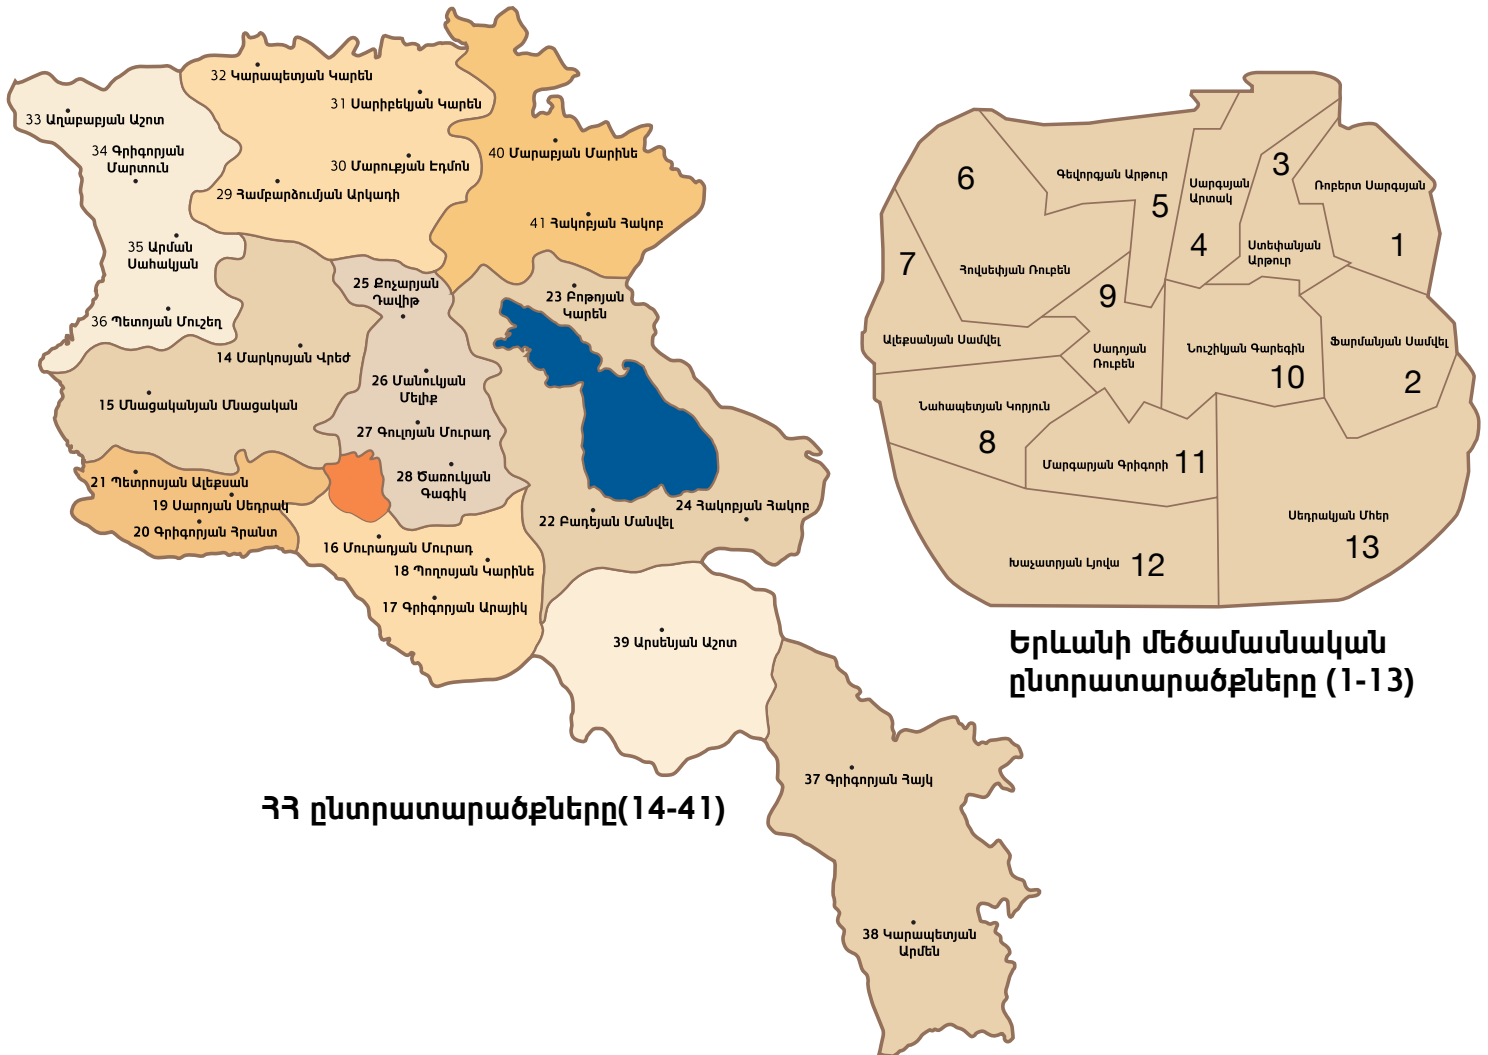 32 Կարապետյան Կարեն
31 Սարիբեկյան Կարեն
33 Աղաբաբյան Աշոտ
34 Գրիգորյան
Մարտուն
30 Մարուքյան Էդմոն
29 Համբարձումյան Արկադի
40 Մարաբյան Մարինե
41 Հակոբյան Հակոբ
35 Արման
Սահակյան
36 Պետոյան Մուշեղ
25 Քոչարյան
Դավիթ
23 Բոթոյան
Կարեն
14 Մարկոսյան Վրեժ
15 Մնացականյան Մնացական
26 Մանուկյան
Մելիք
27 Գուլոյան Մուրադ
28 Ծառուկյան
Գագիկ
21 Պետրոսյան Ալեքսան
19 Սարոյան Սեդրակ
20 Գրիգորյան Հրանտ
22 Բադեյան Մանվել
24 Հակոբյան Հակոբ
16 Մուրադյան Մուրադ
18 Պողոսյան Կարինե
17 Գրիգորյան Արայիկ
39 Արսենյան Աշոտ
37 Գրիգորյան Հայկ
38 Կարապետյան
Արմեն
ՀՀ ընտրատարածքները(14-41)
6
Գևորգյան Արթուր
5
Սարգսյան
Արտակ
4
3
Ստեփանյան
Արթուր
Ռոբերտ Սարգսյան
1
7
Հովսեփյան Ռուբեն
9
Ալեքսանյան Սամվել
Սադոյան
Ռուբեն
Նուշիկյան Գարեգին
10
Ֆարմանյան Սամվել
2
Նահապետյան Կորյուն
8
Մարգարյան Գրիգորի 11
Սեդրակյան Մհեր
13
Խաչատրյան Լյովա 12
Երևանի մեծամասնական
ընտրատարածքները (1-13)